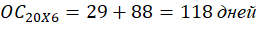 ОС20Х6 = 29 + 88 = 118 дней